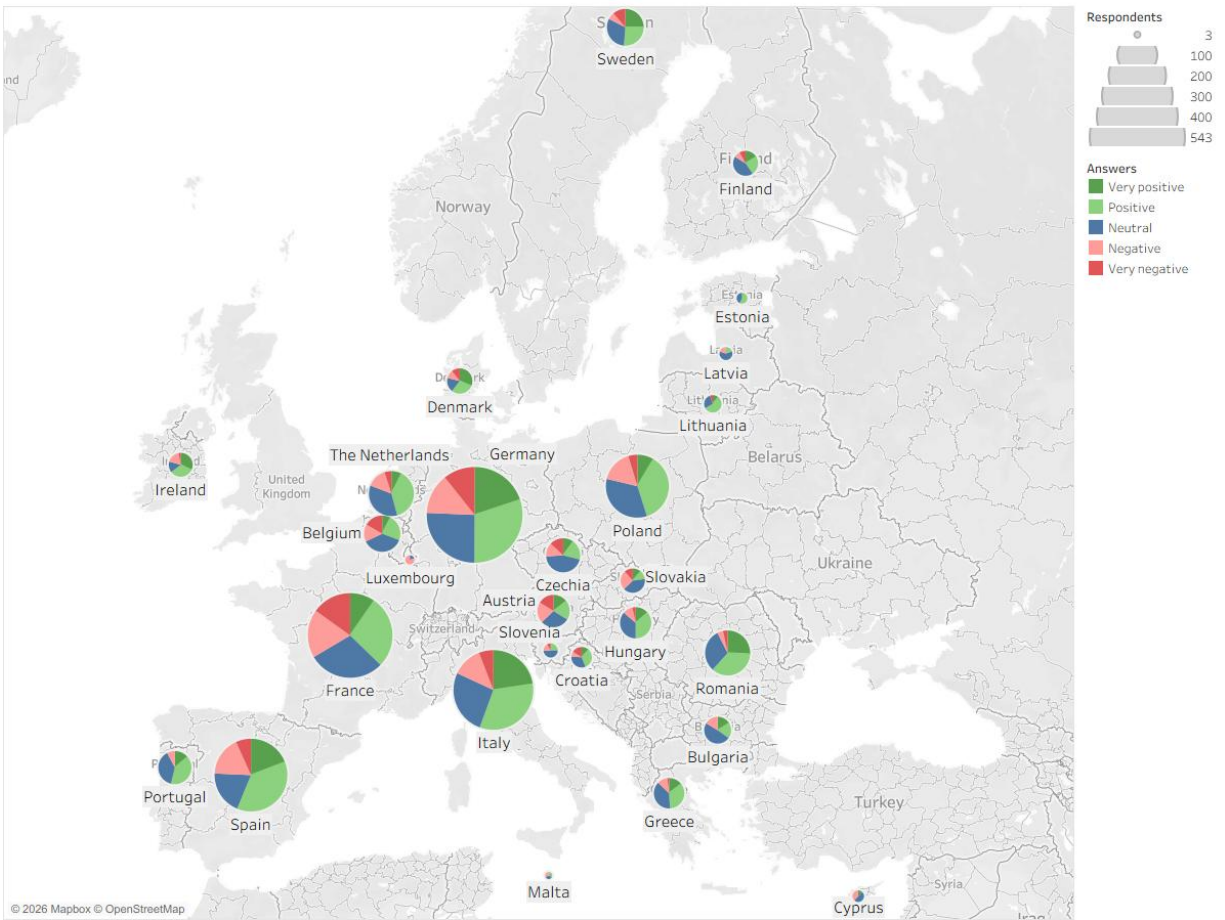 Respondents
3
100
200
300
400
543
Answers
Very positive
Positive
Neutral
Negative
Very negative
Sweden
Finland
Norway
Estonia
Latvia
Denmark
Lithuania
Belarus
The Netherlands
Germany
Ireland
United
Kingdom
Poland
Belgium
Luxembourg
Czechia
Slovakia
Ukraine
Austria
Switzerland
Slovenia
Hungary
Croatia
France
Romania
Serbia
Italy
Bulgaria
Portugal
Spain
Greece
Turkey
Malta
Syria
Cyprus
© 2026 Mapbox © OpenStreetMap